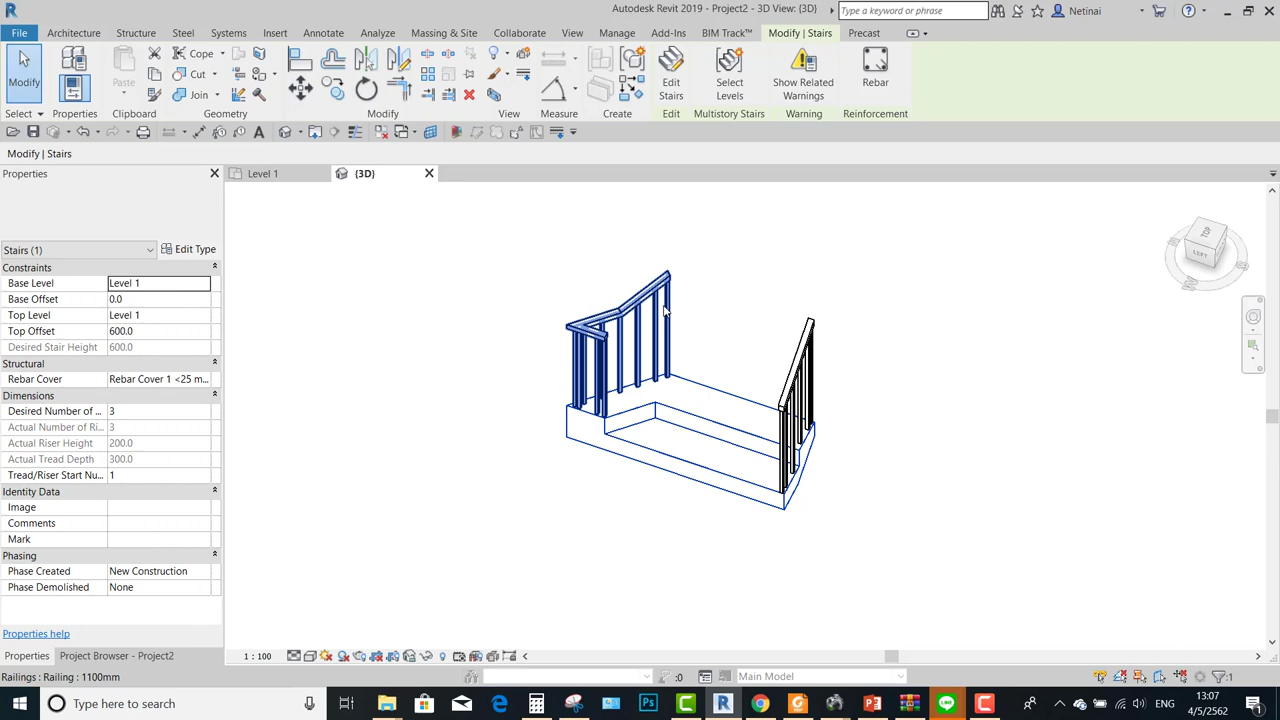 Autodesk Revit 2019 - Project2 - 3D View: {3D}
Type a keyword or phrase
Netinai
File
Architecture
Structure
Steel
Systems
Insert
Annotate
Analyze
Massing & Site
Collaborate
View
Manage
Add-Ins
BIM Track™
Modify | Stairs
Precast
Modify
Paste
Cope
Cut
Join
Edit
Stairs
Select
Levels
Show Related
Warnings
Rebar
Select
Properties
Clipboard
Geometry
Modify
View
Measure
Create
Edit
Multistory Stairs
Warning
Reinforcement
Modify | Stairs
Properties
Level 1
{3D}
Stairs (1)
Edit Type
Constraints
Base Level Level 1
Base Offset 0.0
Top Level Level 1
Top Offset 600.0
Desired Stair Height 600.0
Structural
Rebar Cover Rebar Cover 1 <25 m...
Dimensions
Desired Number of ... 3
Actual Number of Ri... 3
Actual Riser Height 200.0
Actual Tread Depth 300.0
Tread/Riser Start Nu... 1
Identity Data
Image
Comments
Mark
Phasing
Phase Created New Construction
Phase Demolished None
Properties help
Properties
Project Browser - Project2
1 : 100
Railings : Railing : 1100mm
:0
Main Model
:1
TOP
LEFT
Type here to search
Ps
R
P
LINE
C
ENG
13:07
4/5/2562
1